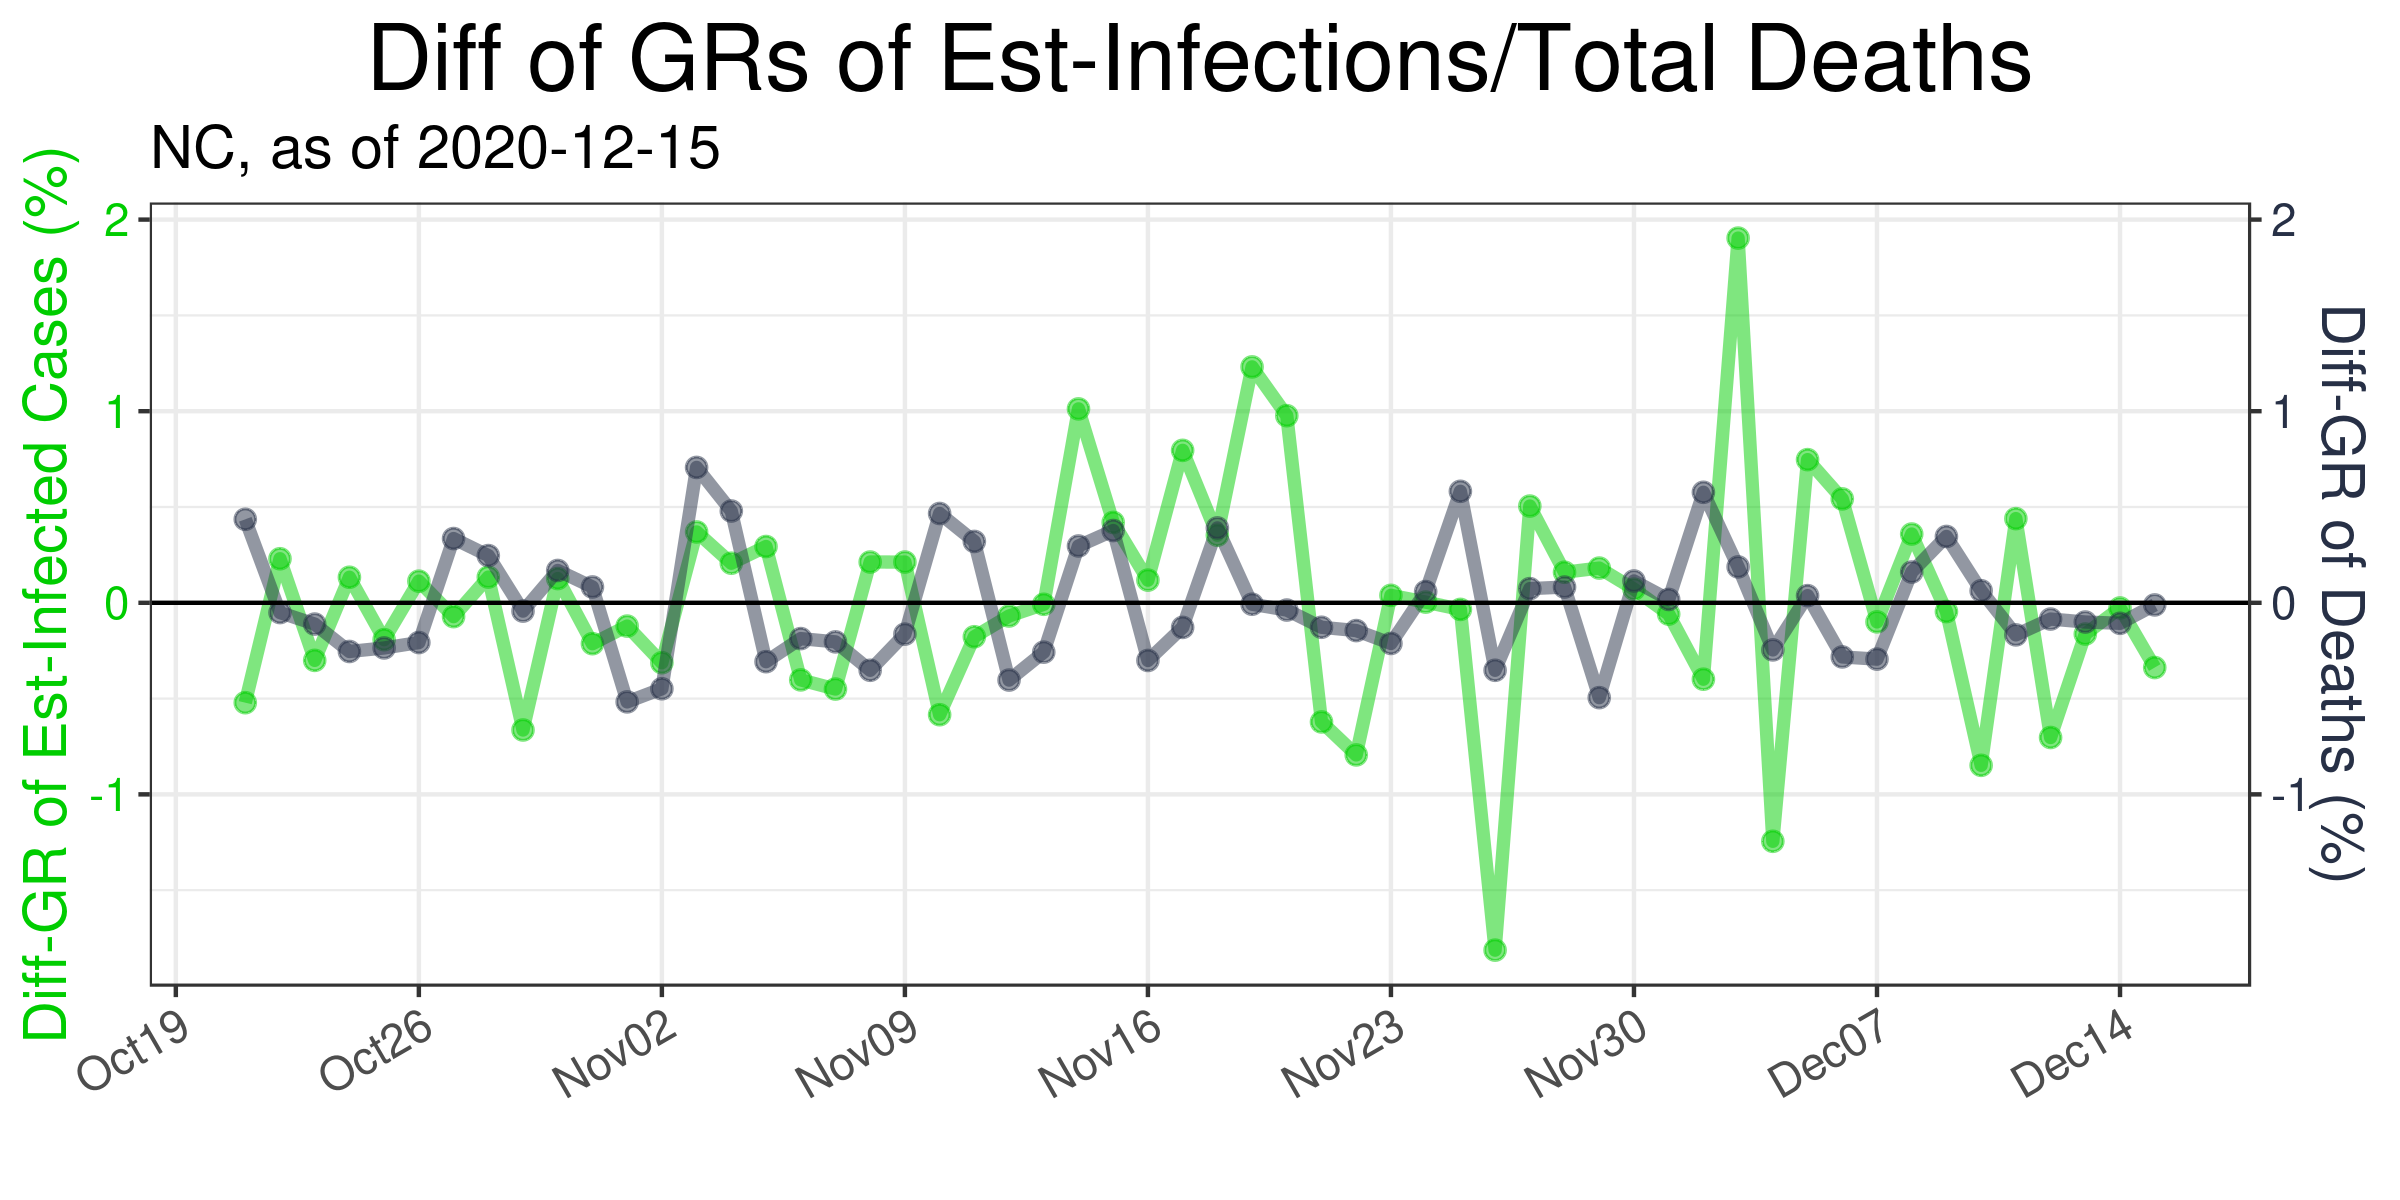 Diff of GRs of Est-Infections/Total Deaths
NC, as of 2020-12-15
Diff-GR of Est-Infected Cases (%)
2
1
0
-1
2
1
0
-1
Diff-GR of Deaths (%)
Oct19
Oct26
Nov02
Nov09
Nov16
Nov23
Nov30
Dec07
Dec14